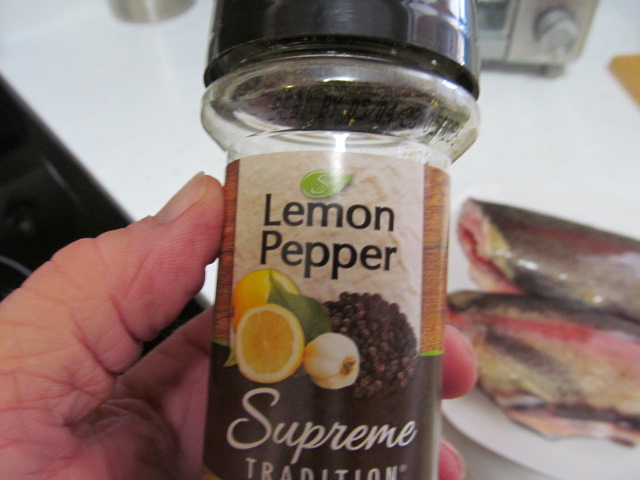 Lemon
Pepper
Supreme
TRADITION